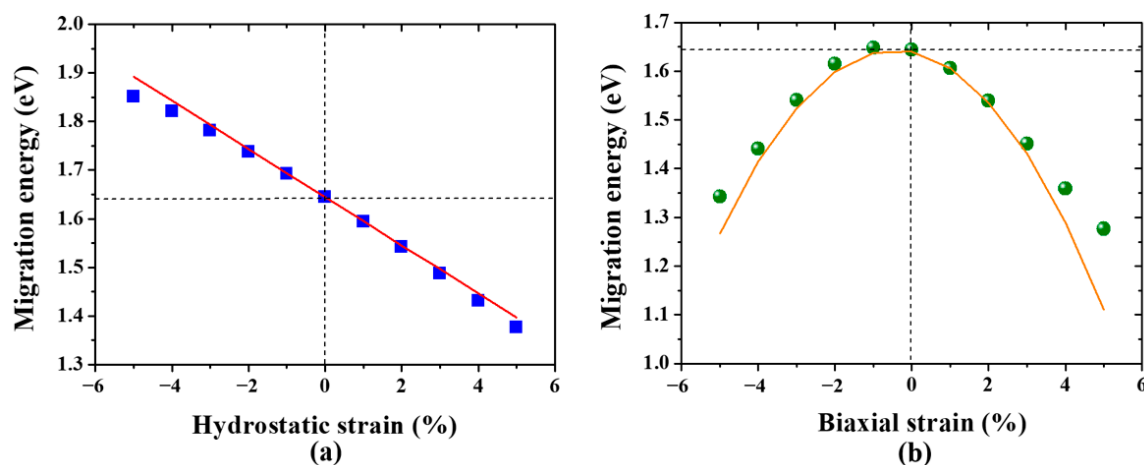 Migration energy (eV)
2.0
1.9
1.8
1.7
1.6
1.5
1.4
1.3
−6 −4 −2 0 2 4 6
Hydrostatic strain (%)
(a)
Migration energy (eV)
1.7
1.6
1.5
1.4
1.3
1.2
1.1
1.0
−6 −4 −2 0 2 4 6
Biaxial strain (%)
(b)